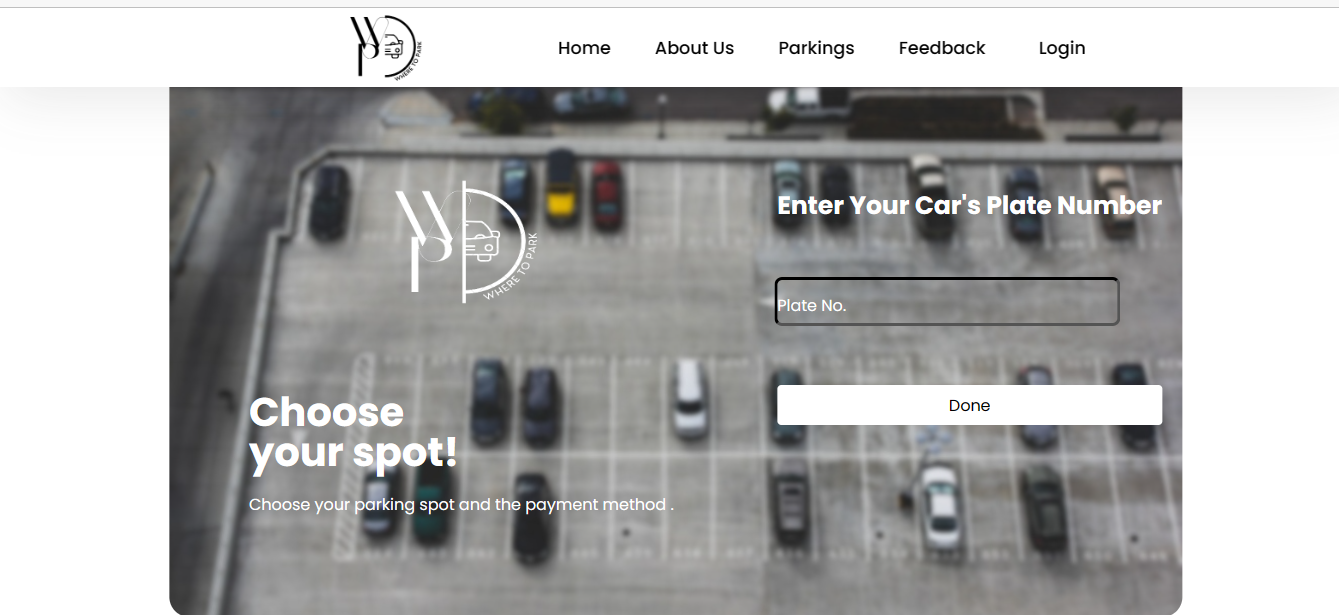 WHERE TO PARK
Home
About Us
Parkings
Feedback
Login
WHERE TO PARK
Enter Your Car's Plate Number
Plate No.
Done
Choose
your spot!
Choose your parking spot and the payment method .